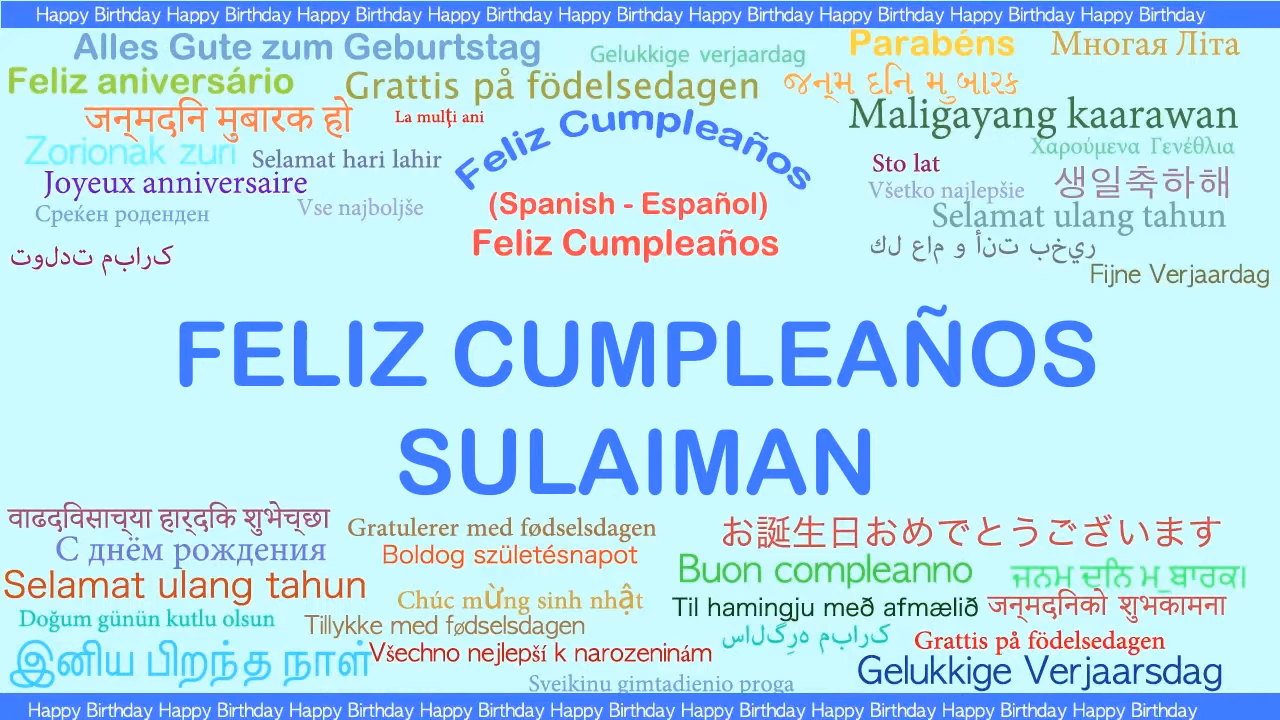 Happy Birthday Happy Birthday Happy Birthday Happy Birthday Happy Birthday Happy Birthday Happy Birthday Happy Birthday Happy Birthday
Alles Gute zum Geburtstag
Gelukkige verjaardag
Parabéns
Многая Літа
Feliz aniversário
Grattis på födelsedagen
જન્મ દિન મુબારક
जन्मदिन मुबारक हो
La mulţi ani
Feliz Cumpleaños
Maligayang kaarawan
Zorionak zuri
Selamat hari lahir
Sto lat
Χαρούμενα Γενέθλια
Joyeux anniversaire
(Spanish - Español)
Všetko najlepšie
생일축하해
Среќен роденден
Vse najboljše
Selamat ulang tahun
Feliz Cumpleaños
تولدت مبارک
كل عام و أنت بخير
Fijne Verjaardag
FELIZ CUMPLEAÑOS
SULAIMAN
वाढदिवसाच्या हार्दिक शुभेच्छा
Gratulerer med fødselsdagen
お誕生日おめでとうございます
С днём рождения
Boldog születésnapot
Buon compleanno
ਜਨਮ ਦਿਨ ਮੁਬਾਰਕ।
Selamat ulang tahun
Chúc mừng sinh nhật
Til hamingju með afmælið
जन्मदिनको शुभकामना
Doğum günün kutlu olsun
Tillykke med fødselsdagen
سالگرہ مبارک
Grattis på födelsedagen
இனிய பிறந்த நாள்
Všechno nejlepší k narozeninám
Gelukkige Verjaarsdag
Sveikinu gimtadienio proga
Happy Birthday Happy Birthday Happy Birthday Happy Birthday Happy Birthday Happy Birthday Happy Birthday Happy Birthday Happy Birthday